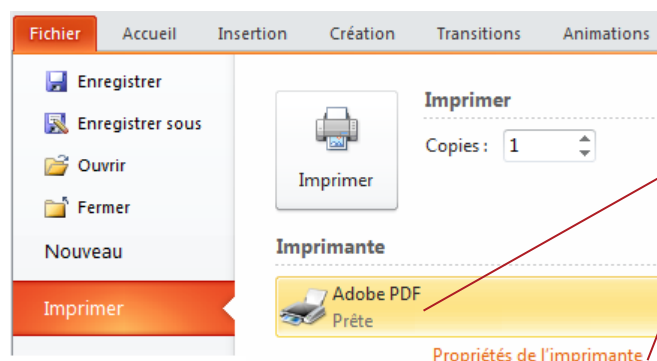 Fichier Accueil Insertion Création Transitions Animations
Enregistrer
Enregistrer sous
Ouvrir
Fermer
Nouveau
Imprimer
Imprimer
Imprimer
Copies : 1
Imprimante
Adobe PDF
Prête
Propriétés de l'imprimante